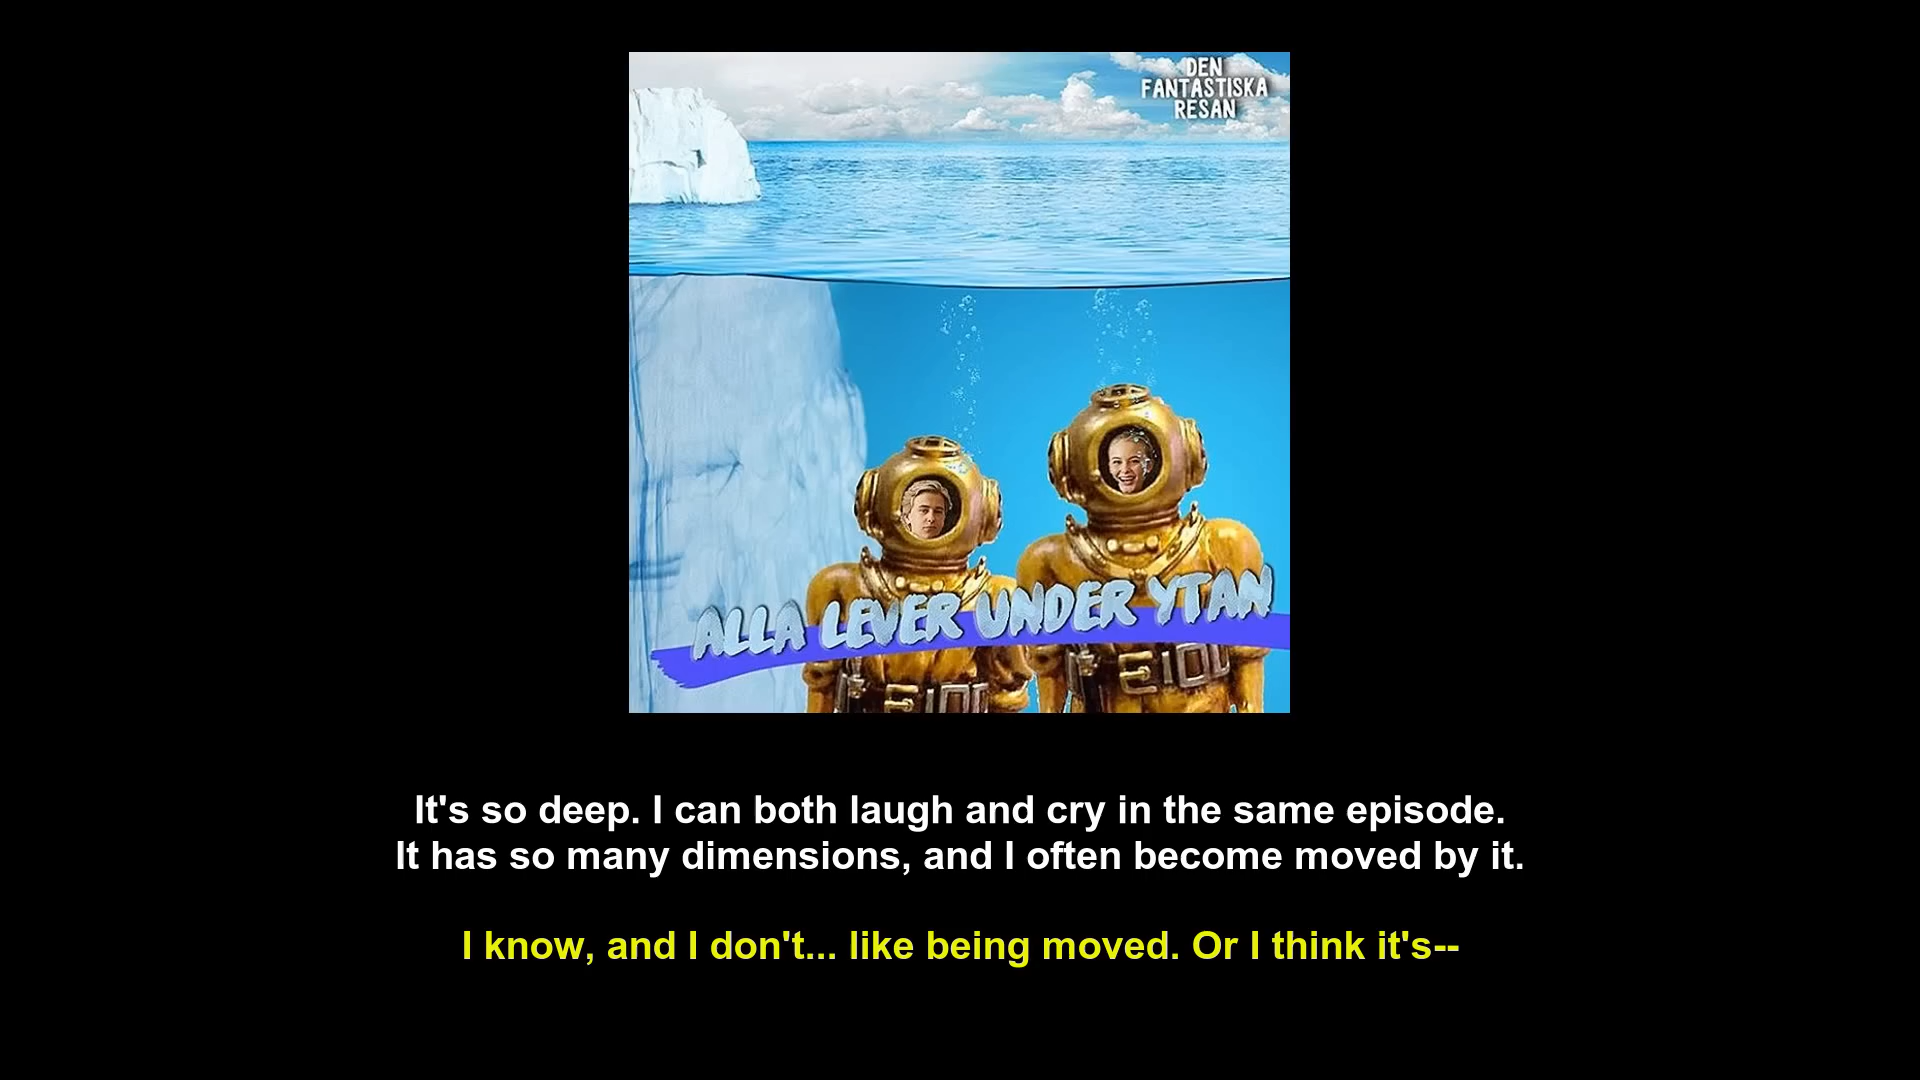 DEN
FANTASTISKA
RESAN
ALLA LEVER UNDER YTAN
It's so deep. I can both laugh and cry in the same episode.
It has so many dimensions, and I often become moved by it.
I know, and I don't... like being moved. Or I think it's--